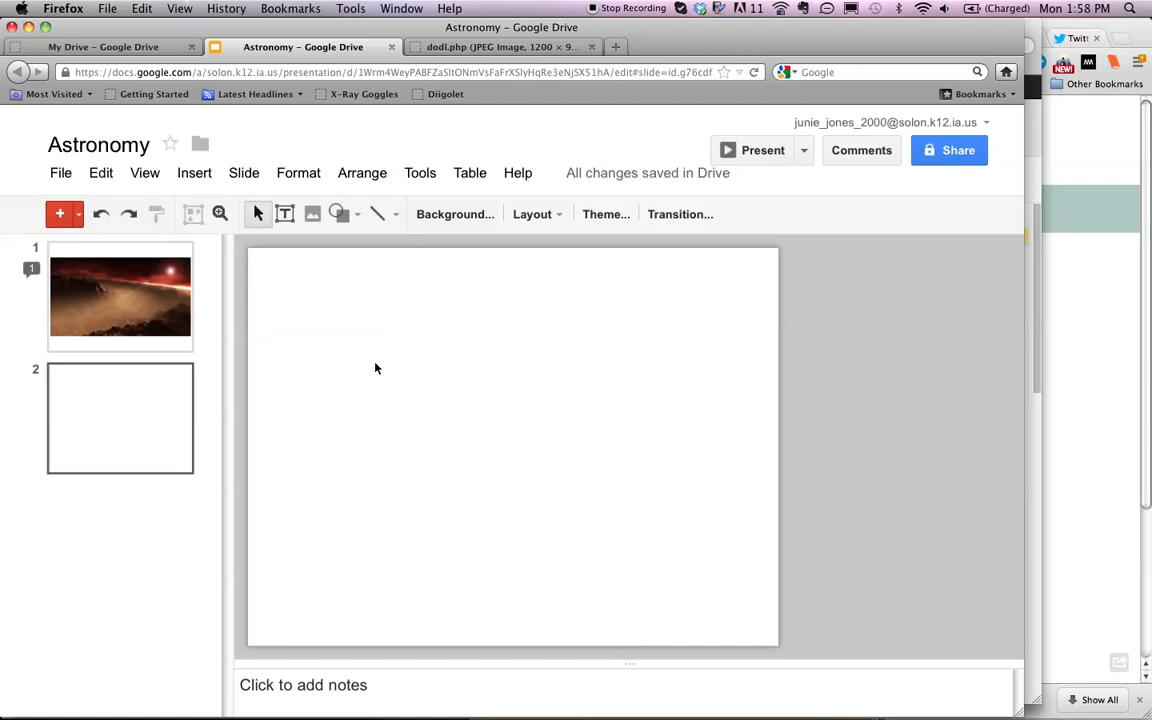 Firefox File Edit View History Bookmarks Tools Window Help Stop Recording 11 (Charged) Mon 1:58 PM
Astronomy – Google Drive
My Drive – Google Drive × Astronomy – Google Drive × dodl.php (JPEG Image, 1200 × 9... × +
https://docs.google.com/a/solon.k12.ia.us/presentation/d/1Wrm4WeyPABFZaSltONmVsFaFrXSlyHqRe3eNjSX51hA/edit#slide=id.g76cdf Google
Most Visited Getting Started Latest Headlines X-Ray Goggles Diigolet Bookmarks
Twitt ×
NEW!
Other Bookmarks
junie_jones_2000@solon.k12.ia.us
Astronomy
Present Comments Share
File Edit View Insert Slide Format Arrange Tools Table Help All changes saved in Drive
+ T Background... Layout Theme... Transition...
1
1
2
Click to add notes
Show All ×